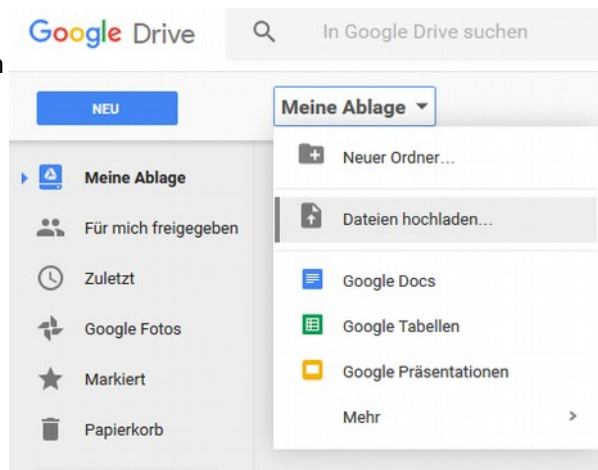 Google Drive
In Google Drive suchen
n
NEU
Meine Ablage
Neuer Ordner...
Dateien hochladen...
Google Docs
Google Tabellen
Google Präsentationen
Mehr
Meine Ablage
Für mich freigegeben
Zuletzt
Google Fotos
Markiert
Papierkorb